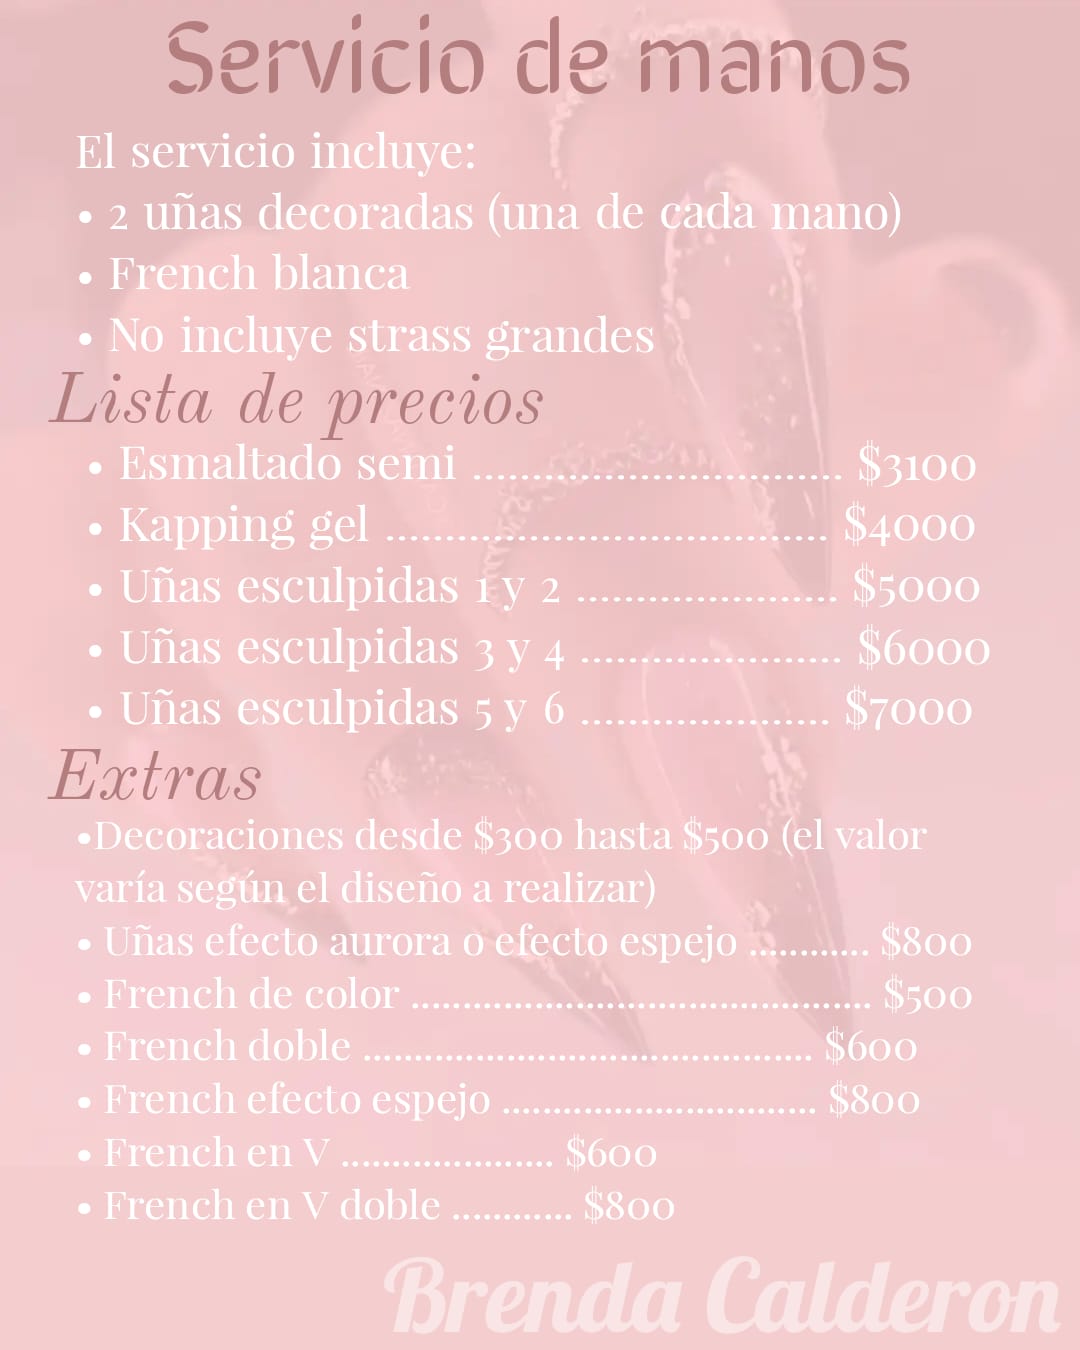 Servicio de manos
El servicio incluye:
• 2 uñas decoradas (una de cada mano)
• French blanca
• No incluye strass grandes
Lista de precios
• Esmaltado semi ............................... $3100
• Kapping gel ..................................... $4000
• Uñas esculpidas 1 y 2 ...................... $5000
• Uñas esculpidas 3 y 4 ...................... $6000
• Uñas esculpidas 5 y 6 ..................... $7000
Extras
•Decoraciones desde $300 hasta $500 (el valor
varía según el diseño a realizar)
• Uñas efecto aurora o efecto espejo ............ $800
• French de color ............................................. $500
• French doble ............................................ $600
• French efecto espejo ............................... $800
• French en V ..................... $600
• French en V doble ............ $800
Brenda Calderon